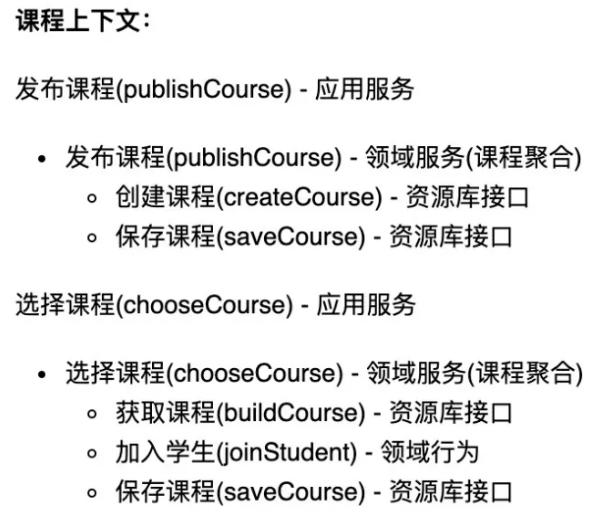 课程上下文：
发布课程(publishCourse) - 应用服务
• 发布课程(publishCourse) - 领域服务(课程聚合)
◦ 创建课程(createCourse) - 资源库接口
◦ 保存课程(saveCourse) - 资源库接口
选择课程(chooseCourse) - 应用服务
• 选择课程(chooseCourse) - 领域服务(课程聚合)
◦ 获取课程(buildCourse) - 资源库接口
◦ 加入学生(joinStudent) - 领域行为
◦ 保存课程(saveCourse) - 资源库接口